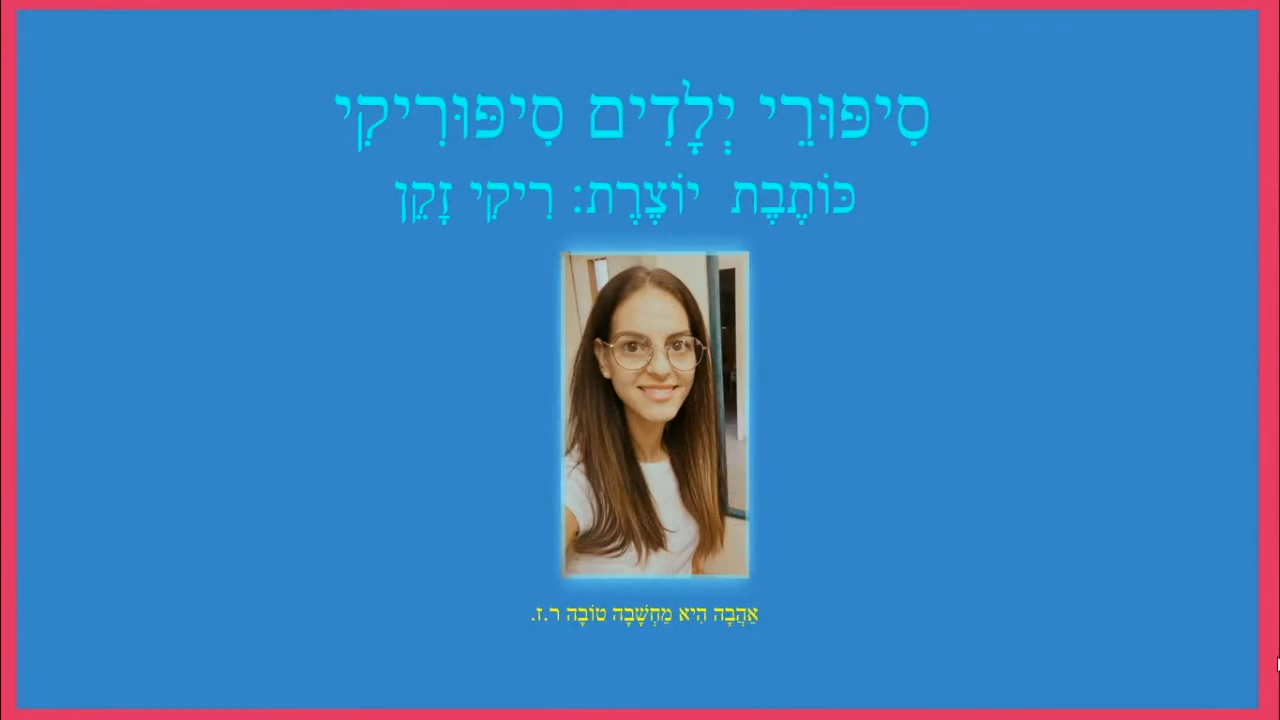 סִיפּוּרֵי יְלָדִים סִיפּוּרִיקִי
כּוֹתֶבֶת יוֹצֶרֶת: רִיקִי זָקֵן
אַהֲבָה הִיא מַחְשָׁבָה טוֹבָה ר.ז.